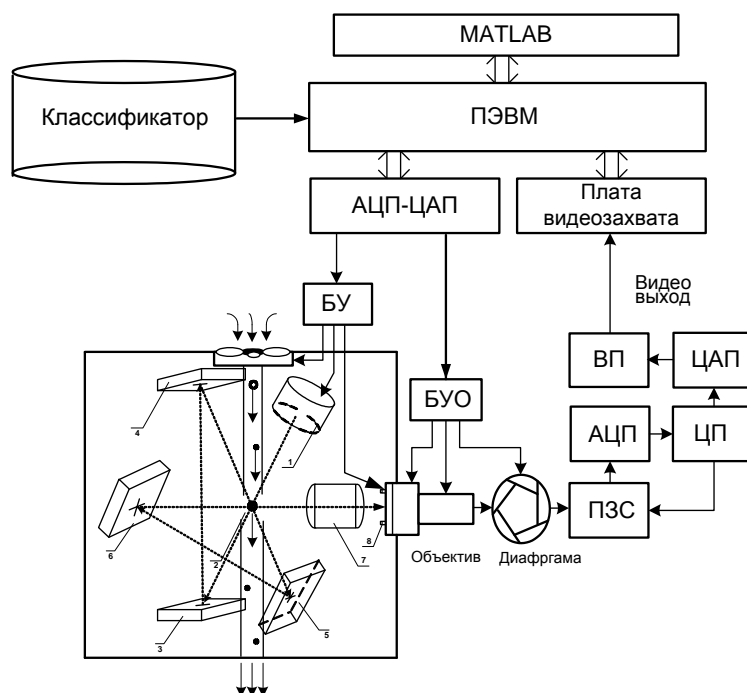 MATLAB
Классификатор
ПЭВМ
АЦП-ЦАП
Плата
видеозахвата
Видео
выход
БУ
ВП
ЦАП
БУО
АЦП
ЦП
ПЗС
4
1
6
2
7
8
Объектив
Диафргама
3
5